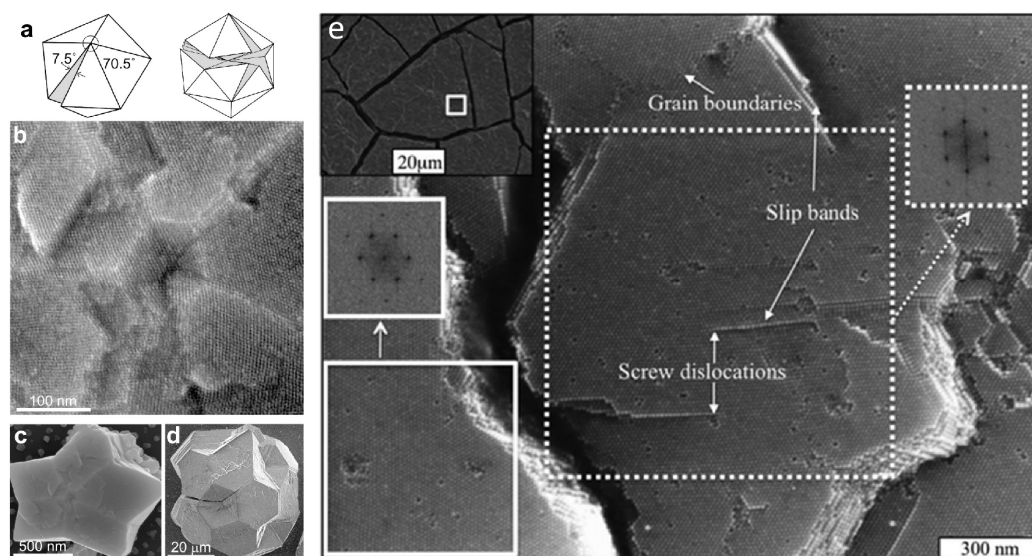 a
7.5°
70.5°
b
100 nm
c
500 nm
d
20 μm
e
20μm
Grain boundaries
Slip bands
Screw dislocations
300 nm